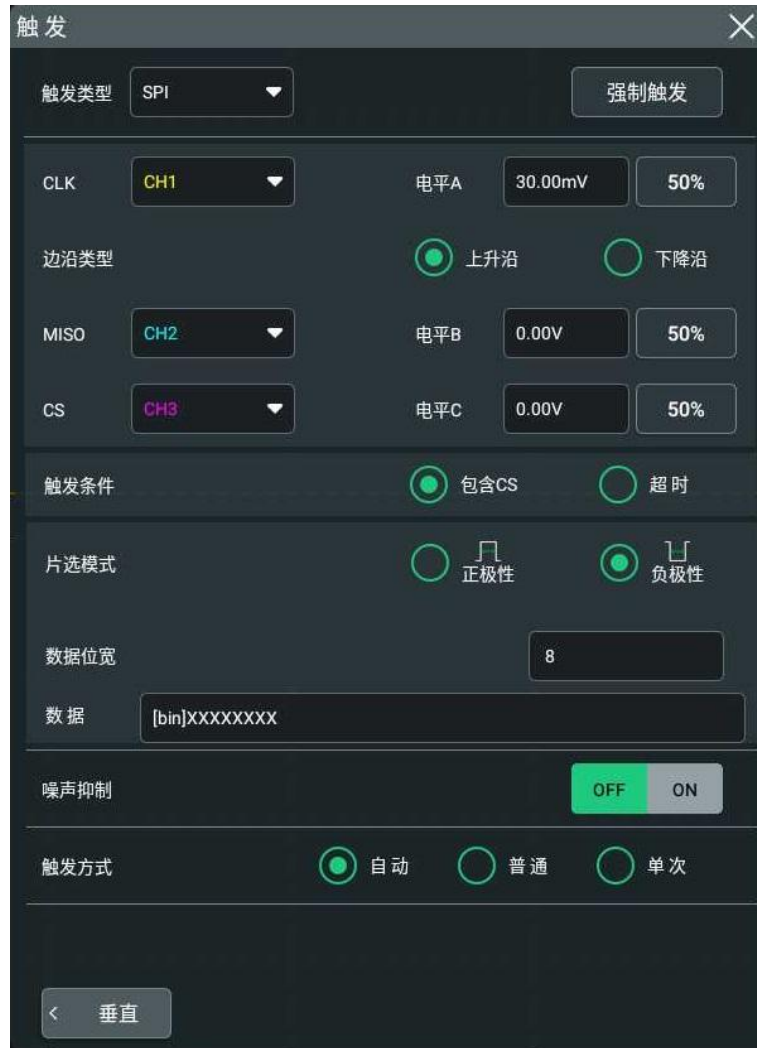 触发
触发类型 SPI 强制触发
CLK CH1 电平A 30.00mV 50%
边沿类型 上升沿 下降沿
MISO CH2 电平B 0.00V 50%
CS CH3 电平C 0.00V 50%
触发条件 包含CS 超时
片选模式 正极性 负极性
数据位宽 8
数据 [bin]XXXXXXXX
噪声抑制 OFF ON
触发方式 自动 普通 单次
< 垂直